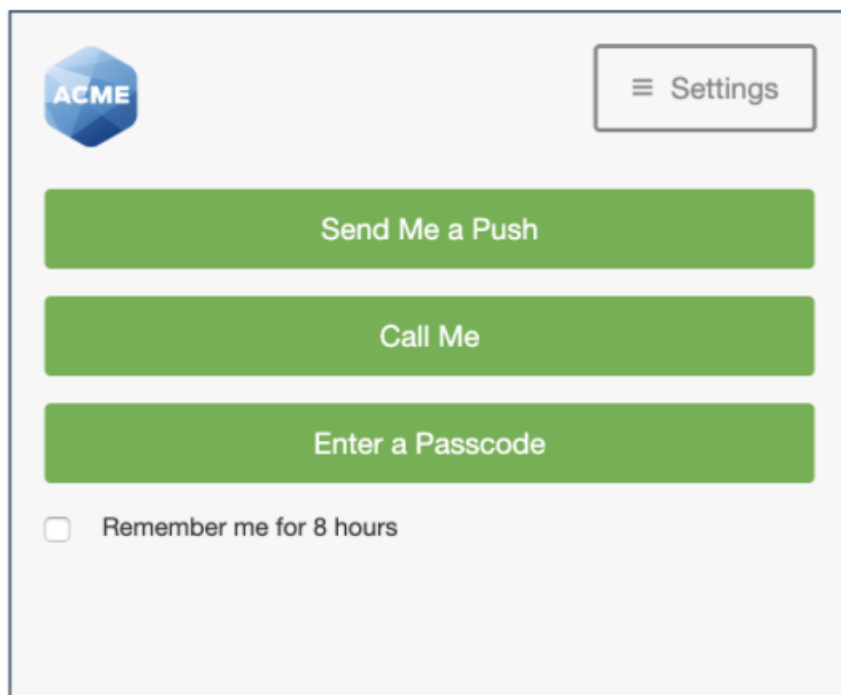 ACME
≡ Settings
Send Me a Push
Call Me
Enter a Passcode
Remember me for 8 hours